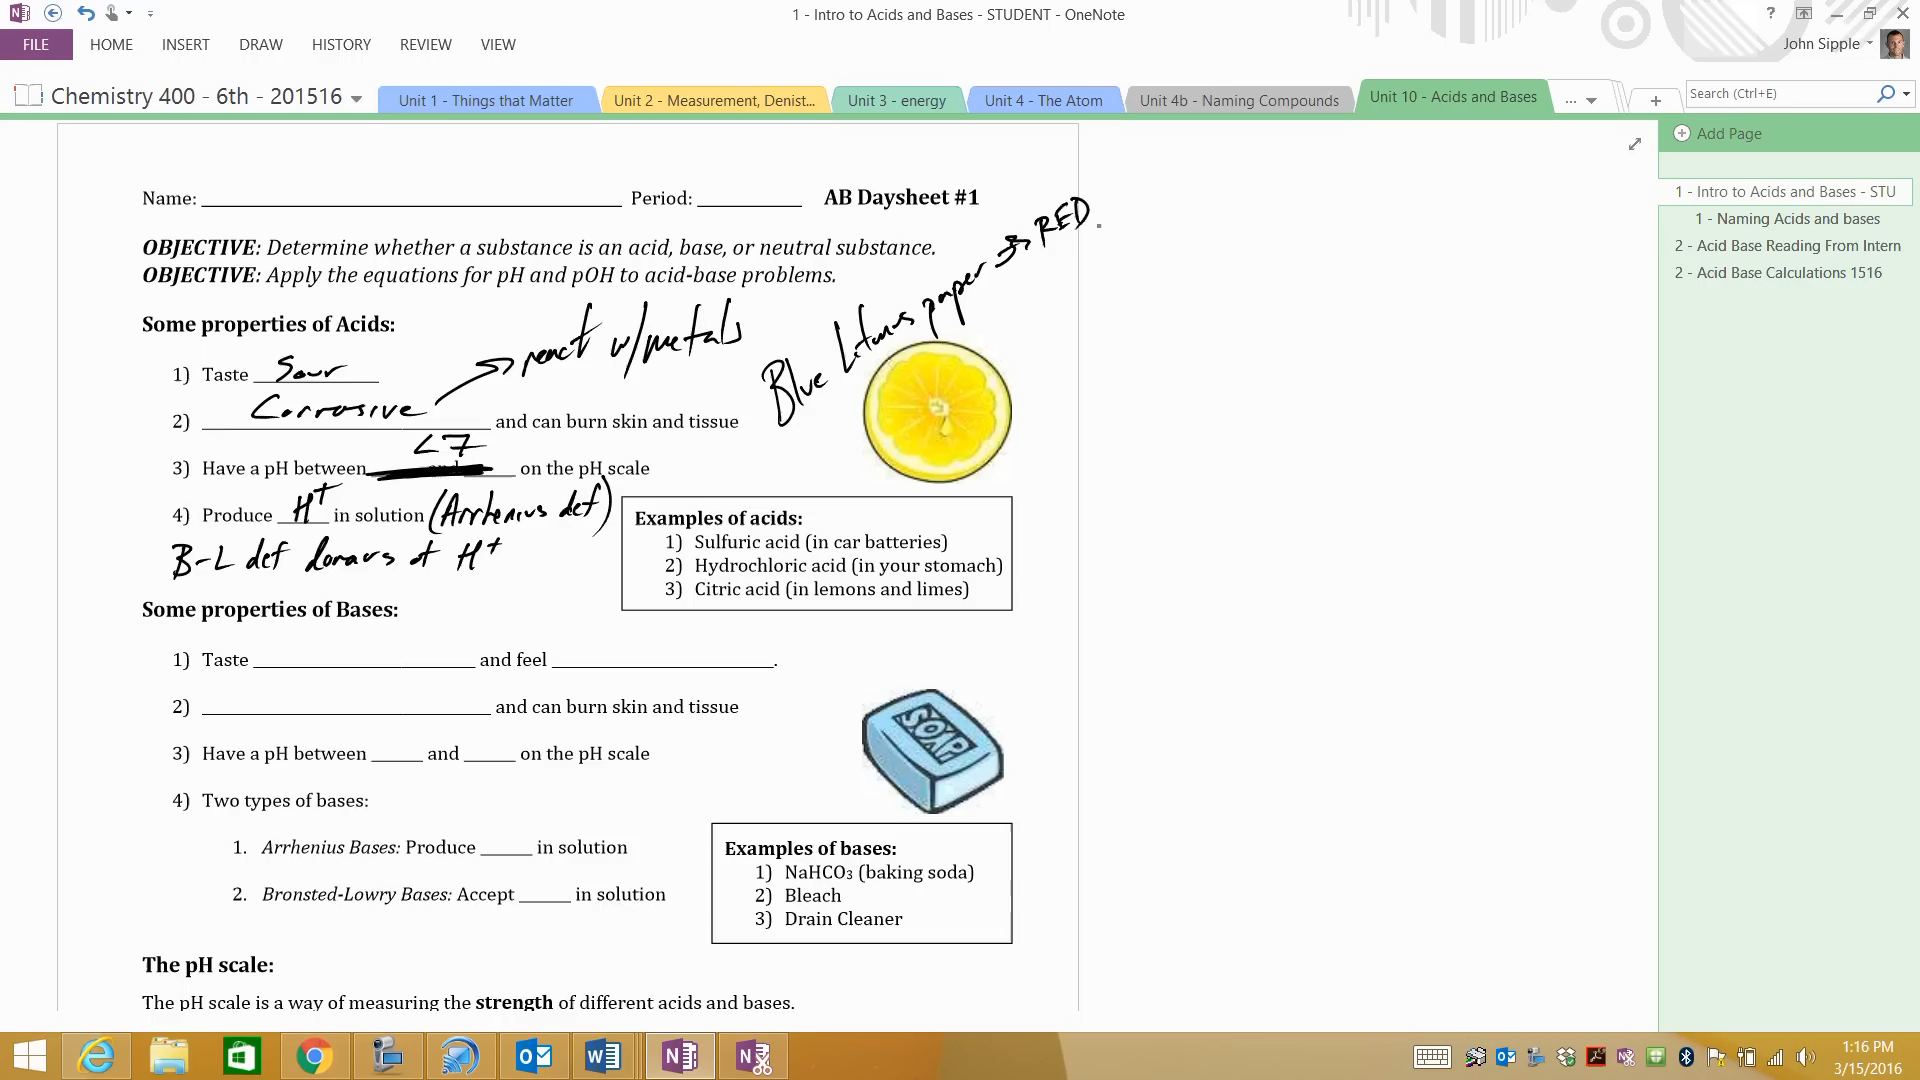 1 - Intro to Acids and Bases - STUDENT - OneNote
FILE HOME INSERT DRAW HISTORY REVIEW VIEW
John Sipple
Chemistry 400 - 6th - 201516
Unit 1 - Things that Matter
Unit 2 - Measurement, Denist...
Unit 3 - energy
Unit 4 - The Atom
Unit 4b - Naming Compounds
Unit 10 - Acids and Bases
...
Search (Ctrl+E)
Add Page
1 - Intro to Acids and Bases - STU
1 - Naming Acids and bases
2 - Acid Base Reading From Intern
2 - Acid Base Calculations 1516
Name: ____ Period: ____ AB Daysheet #1
OBJECTIVE: Determine whether a substance is an acid, base, or neutral substance.
OBJECTIVE: Apply the equations for pH and pOH to acid-base problems.
Blue Litmus paper → RED.
Some properties of Acids:
→ react w/metals
1) Taste Sour
2) Corrosive and can burn skin and tissue
<7
3) Have a pH between and ____ on the pH scale
4) Produce H+ in solution (Arrhenius def)
B-L def donars of H+
Examples of acids:
1) Sulfuric acid (in car batteries)
2) Hydrochloric acid (in your stomach)
3) Citric acid (in lemons and limes)
Some properties of Bases:
1) Taste ____ and feel ____.
2) ____ and can burn skin and tissue
3) Have a pH between ____ and ____ on the pH scale
4) Two types of bases:
1. Arrhenius Bases: Produce ____ in solution
2. Bronsted-Lowry Bases: Accept ____ in solution
SOAP
Examples of bases:
1) NaHCO3 (baking soda)
2) Bleach
3) Drain Cleaner
The pH scale:
The pH scale is a way of measuring the strength of different acids and bases.
1:16 PM
3/15/2016